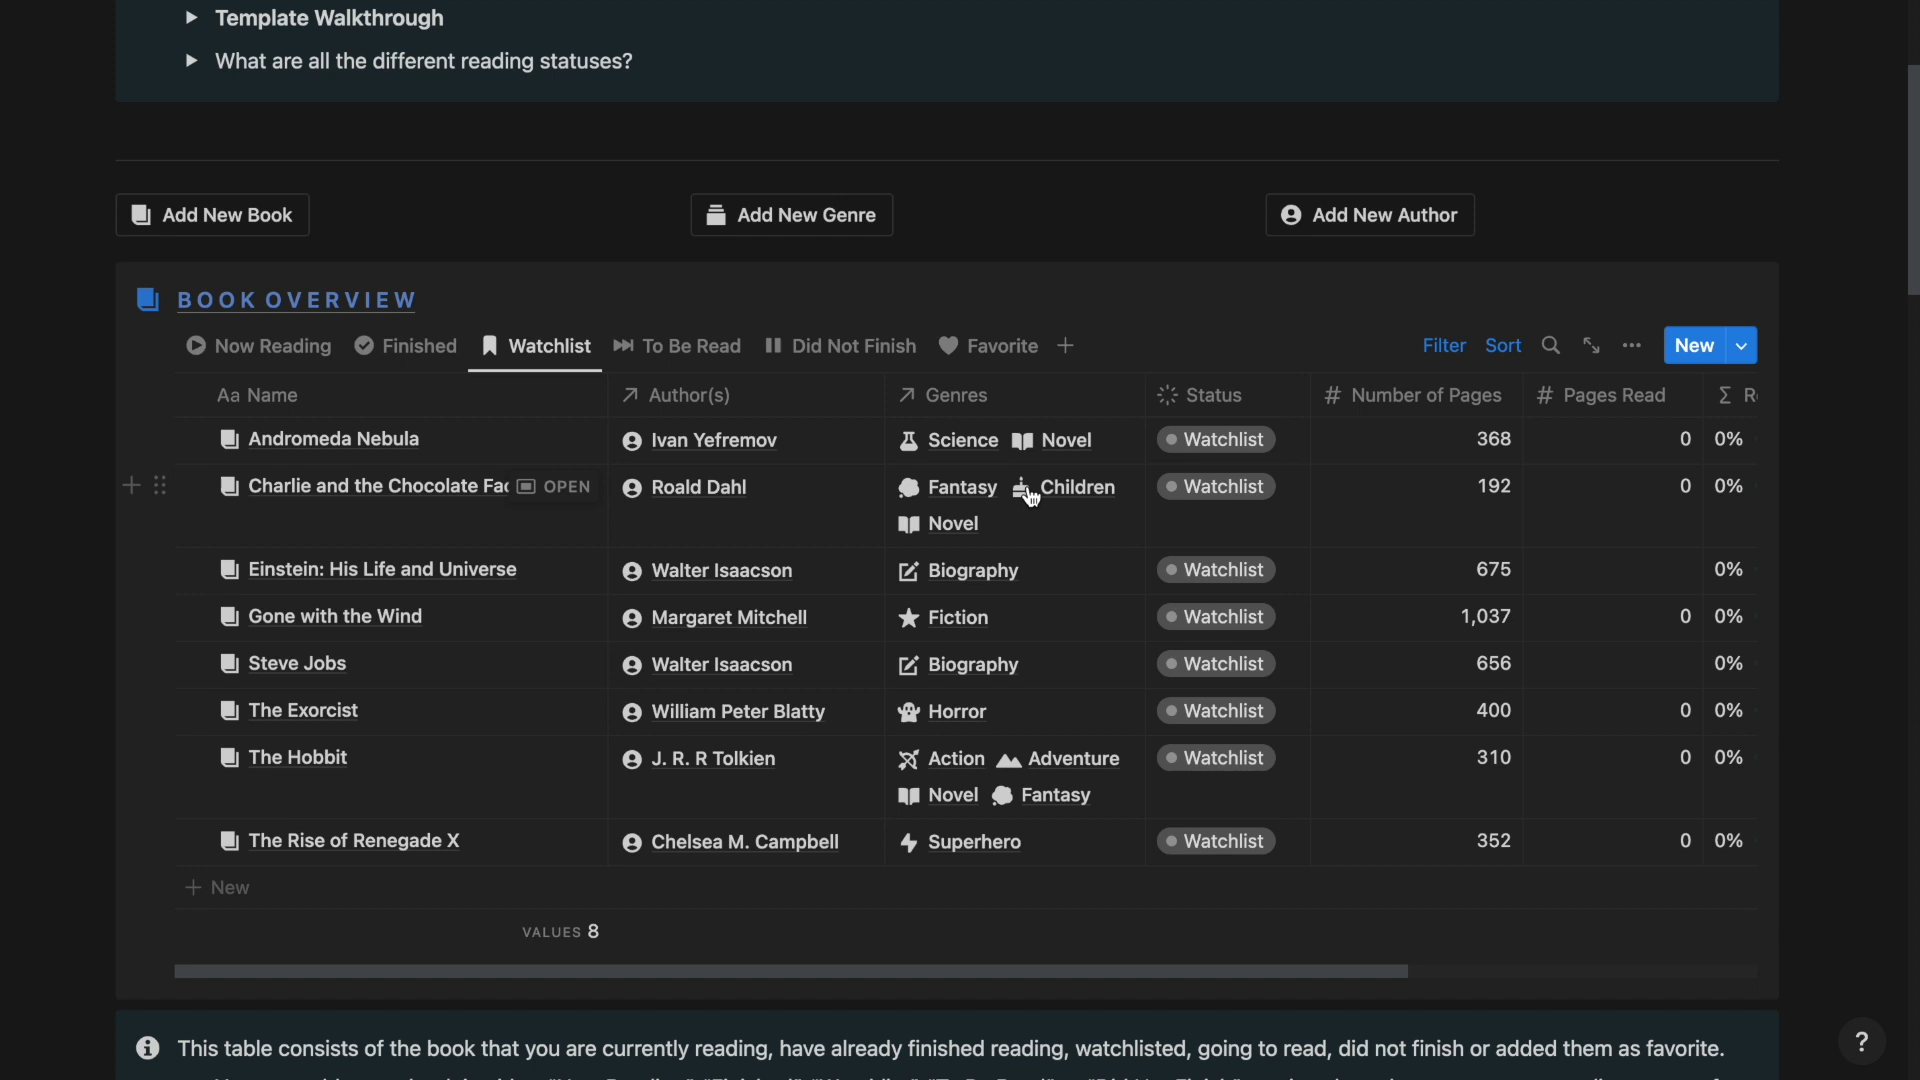 Template Walkthrough
What are all the different reading statuses?
Add New Book
Add New Genre
Add New Author
BOOK OVERVIEW
Now Reading Finished Watchlist To Be Read Did Not Finish Favorite + Filter Sort New
Aa Name Author(s) Genres Status # Number of Pages # Pages Read Σ
Andromeda Nebula Ivan Yefremov Science Novel Watchlist 368 0 0%
Charlie and the Chocolate Fac OPEN Roald Dahl Fantasy Children Watchlist 192 0 0%
Novel
Einstein: His Life and Universe Walter Isaacson Biography Watchlist 675 0%
Gone with the Wind Margaret Mitchell Fiction Watchlist 1,037 0 0%
Steve Jobs Walter Isaacson Biography Watchlist 656 0%
The Exorcist William Peter Blatty Horror Watchlist 400 0 0%
The Hobbit J. R. R Tolkien Action Adventure Watchlist 310 0 0%
Novel Fantasy
The Rise of Renegade X Chelsea M. Campbell Superhero Watchlist 352 0 0%
+ New
VALUES 8
This table consists of the book that you are currently reading, have already finished reading, watchlisted, going to read, did not finish or added them as favorite.
?